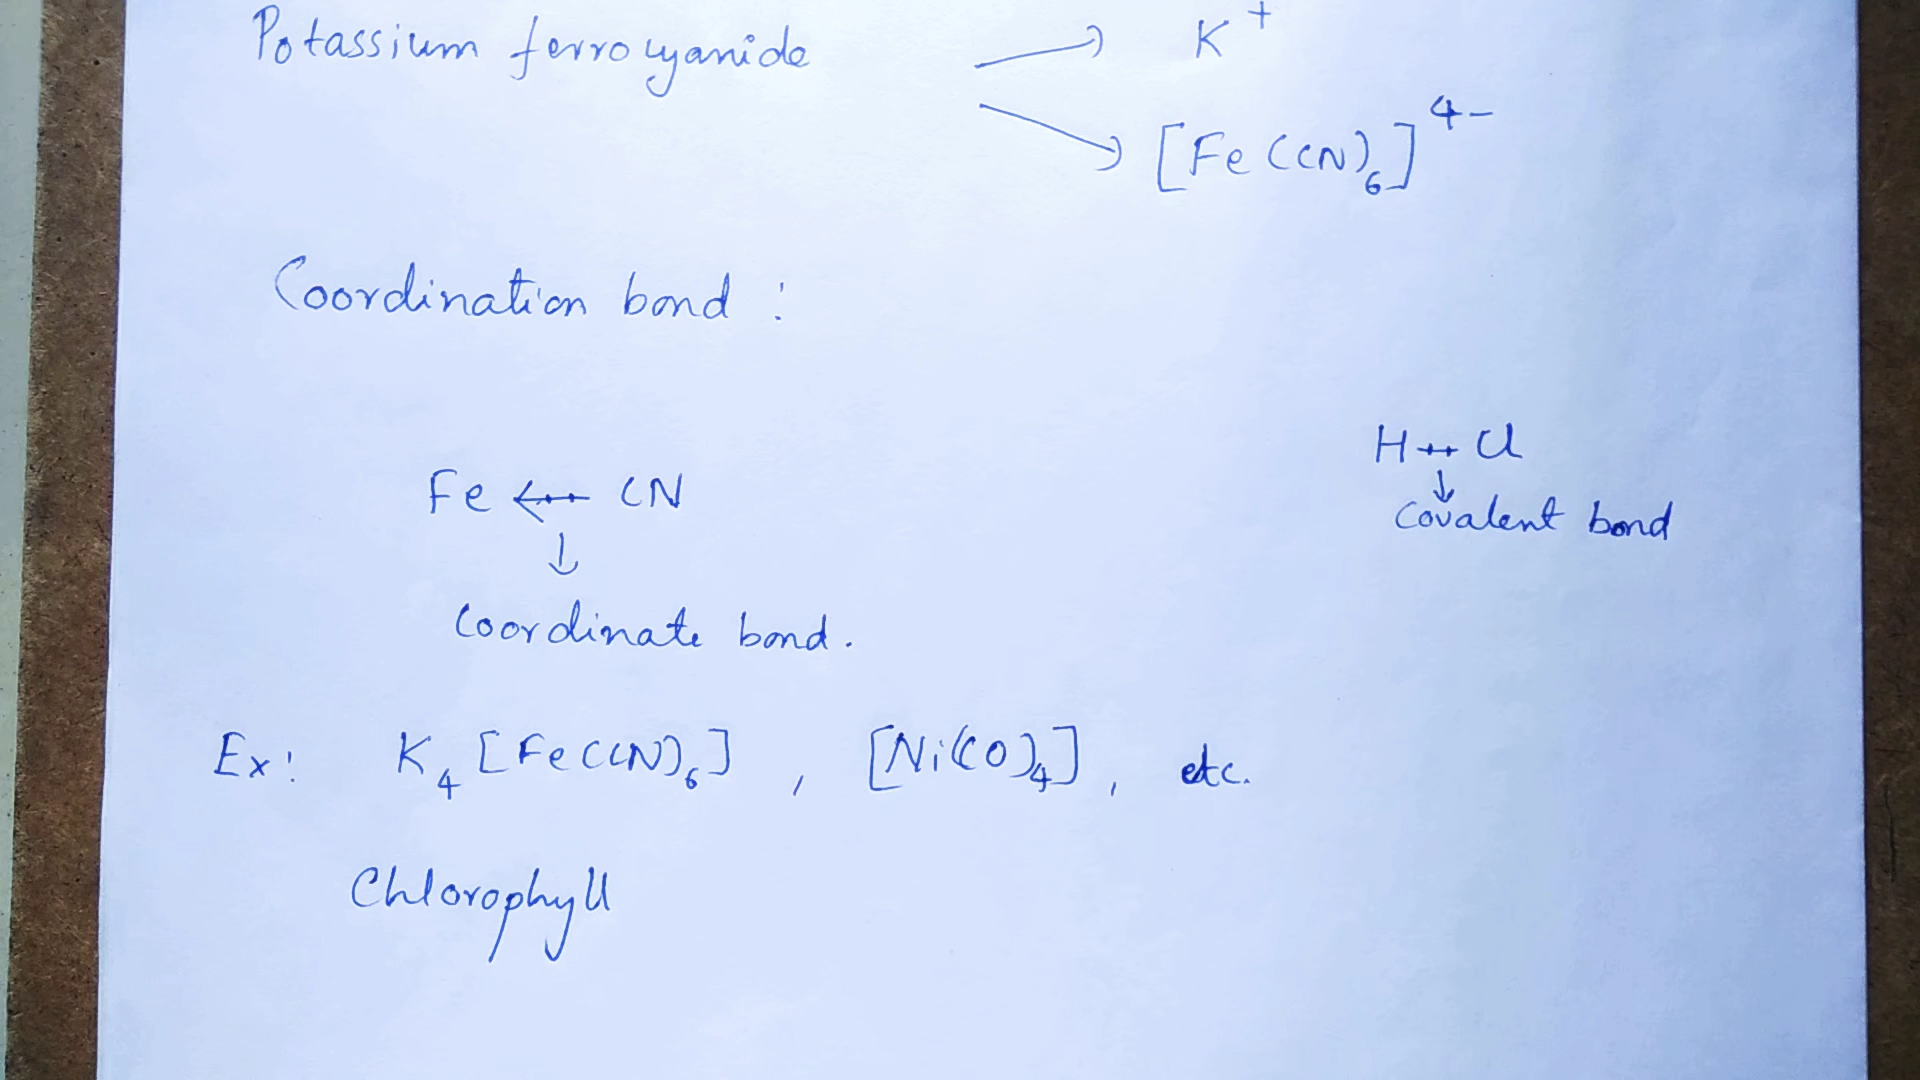 Potassium ferrocyanide → K⁺
→ [Fe(CN)₆]⁴⁻
Coordination bond :
H — Cl
↓
Covalent bond
Fe ← CN
↓
Coordinate bond.
Ex: K₄[Fe(CN)₆] , [Ni(CO)₄] , etc.
Chlorophyll